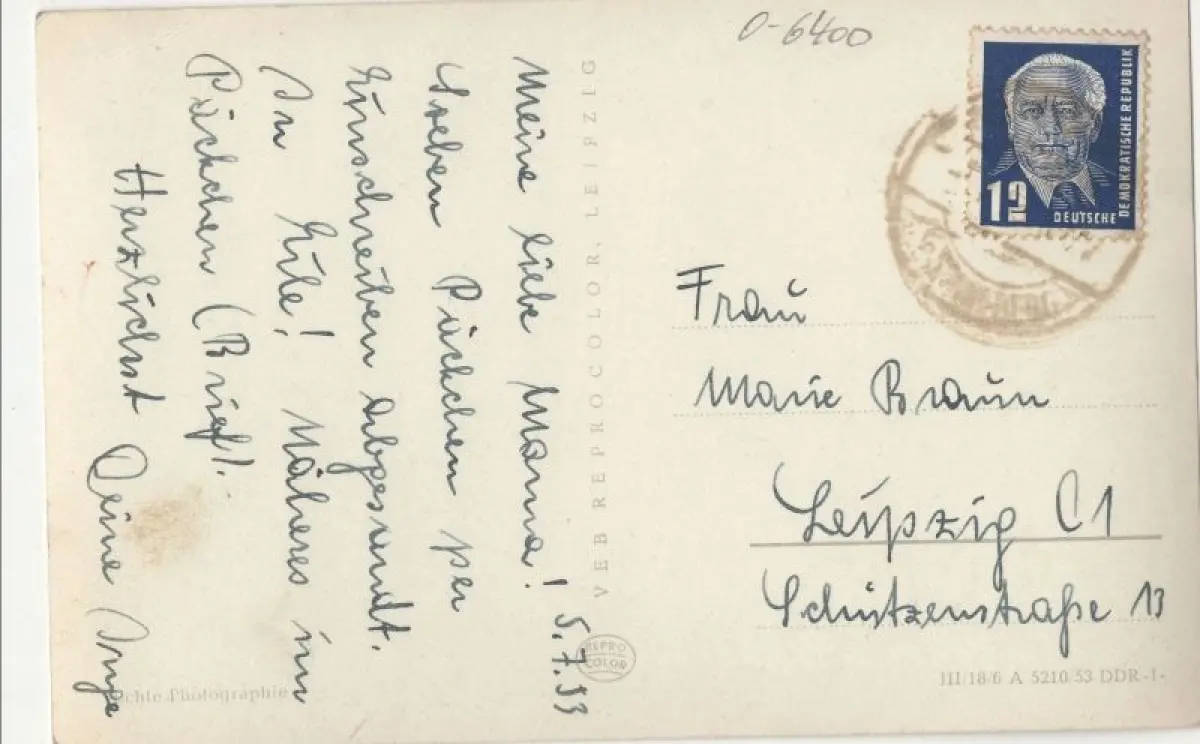 Meine liebe Mama!
5.7.53
Soeben Päckchen per
Einschreiben abgesandt.
In Eile! Näheres im
Päckchen (Brief!.
Herzlichst Deine Inge
VEB REPROCOLOR, LEIPZIG
REPRO
COLOR
Echte Photographie
0-6400
12
DEUTSCHE
DEMOKRATISCHE REPUBLIK
Frau
Marie Braun
Leipzig C1
Schützenstraße 13
III/18/6 A 5210 53 DDR-I-